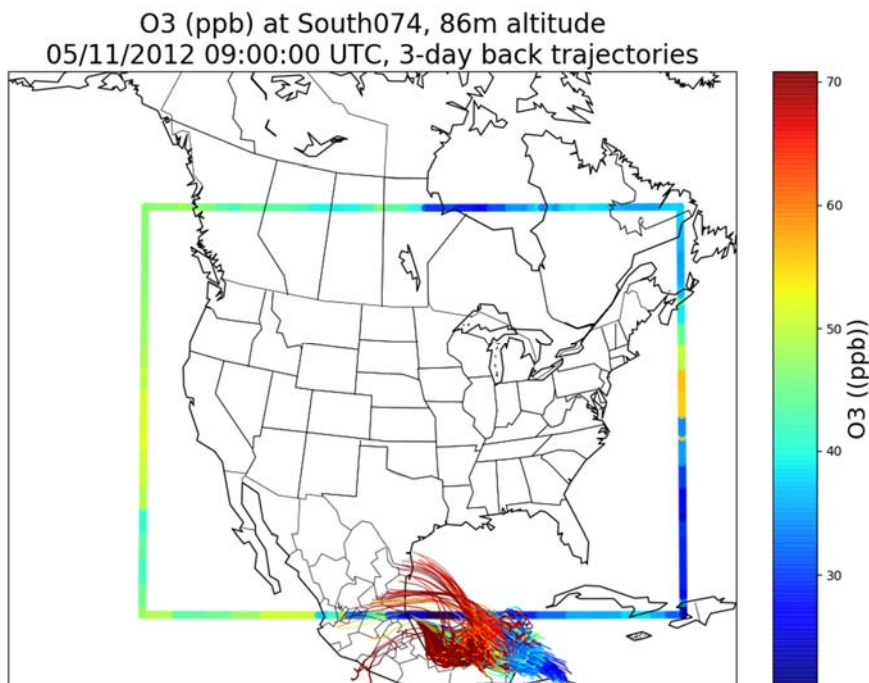 O3 (ppb) at South074, 86m altitude
05/11/2012 09:00:00 UTC, 3-day back trajectories
70
60
50
40
30
O3 ((ppb))